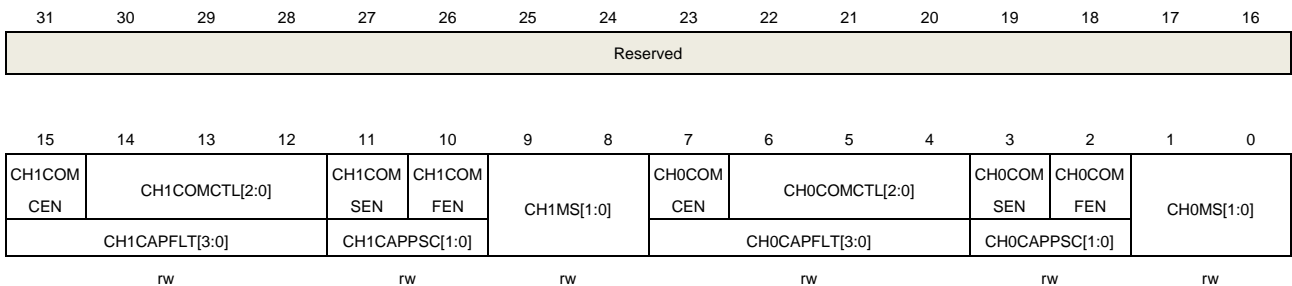 31 30 29 28 27 26 25 24 23 22 21 20 19 18 17 16
Reserved
15 14 13 12 11 10 9 8 7 6 5 4 3 2 1 0
CH1COM CEN CH1COMCTL[2:0] CH1COM SEN CH1COM FEN CH1MS[1:0] CH0COM CEN CH0COMCTL[2:0] CH0COM SEN CH0COM FEN CH0MS[1:0]
CH1CAPFLT[3:0] CH1CAPPSC[1:0] CH0CAPFLT[3:0] CH0CAPPSC[1:0]
rw rw rw rw rw rw